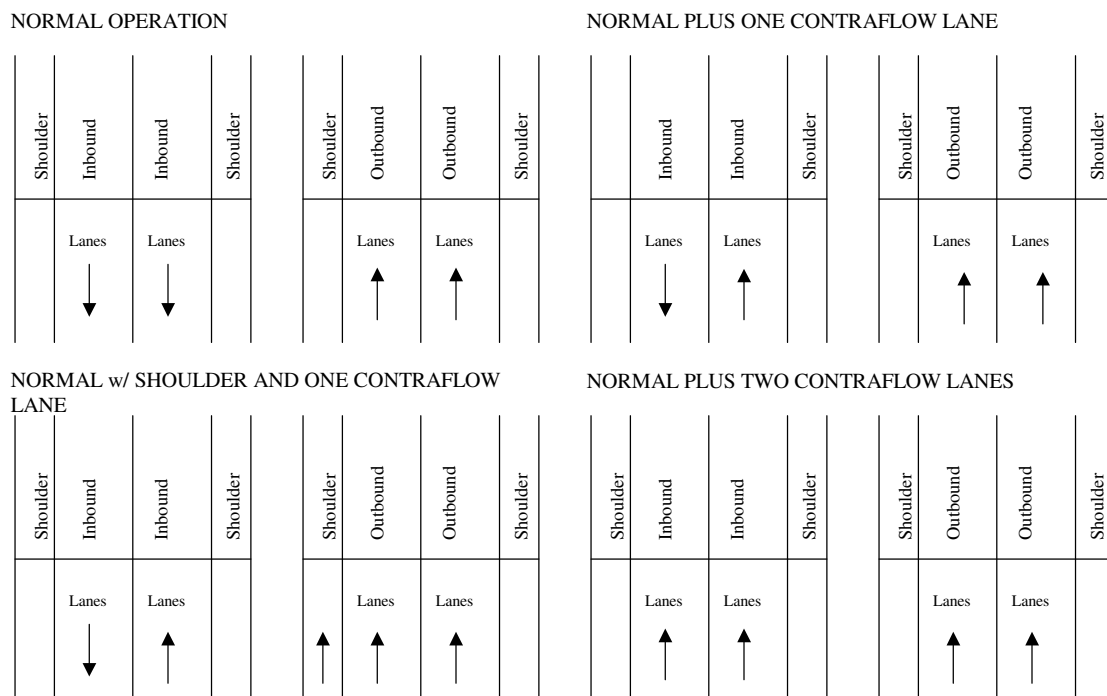 NORMAL OPERATION
Shoulder
Inbound
Inbound
Shoulder
Shoulder
Outbound
Outbound
Shoulder
Lanes
Lanes
Lanes
Lanes
NORMAL PLUS ONE CONTRAFLOW LANE
Inbound
Inbound
Shoulder
Shoulder
Outbound
Outbound
Shoulder
Lanes
Lanes
Lanes
Lanes
NORMAL w/ SHOULDER AND ONE CONTRAFLOW
LANE
Shoulder
Inbound
Inbound
Shoulder
Shoulder
Outbound
Outbound
Shoulder
Lanes
Lanes
Lanes
Lanes
NORMAL PLUS TWO CONTRAFLOW LANES
Shoulder
Inbound
Inbound
Shoulder
Shoulder
Outbound
Outbound
Shoulder
Lanes
Lanes
Lanes
Lanes